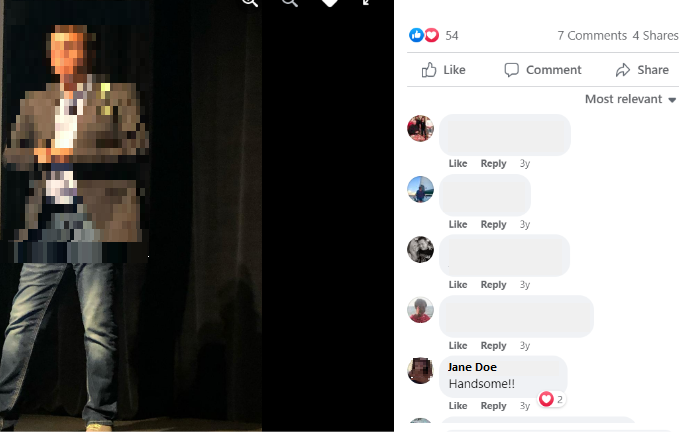 54 7 Comments 4 Shares
Like Comment Share
Most relevant
Like Reply 3y
Like Reply 3y
Like Reply 3y
Like Reply 3y
Jane Doe
Handsome!!
2
Like Reply 3y